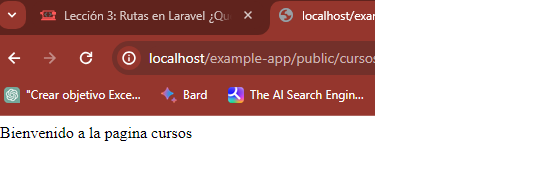 Lección 3: Rutas en Laravel ¿Qu
localhost/exa
localhost/example-app/public/cursos
"Crear objetivo Exce...
Bard
The AI Search Engin...
Bienvenido a la pagina cursos